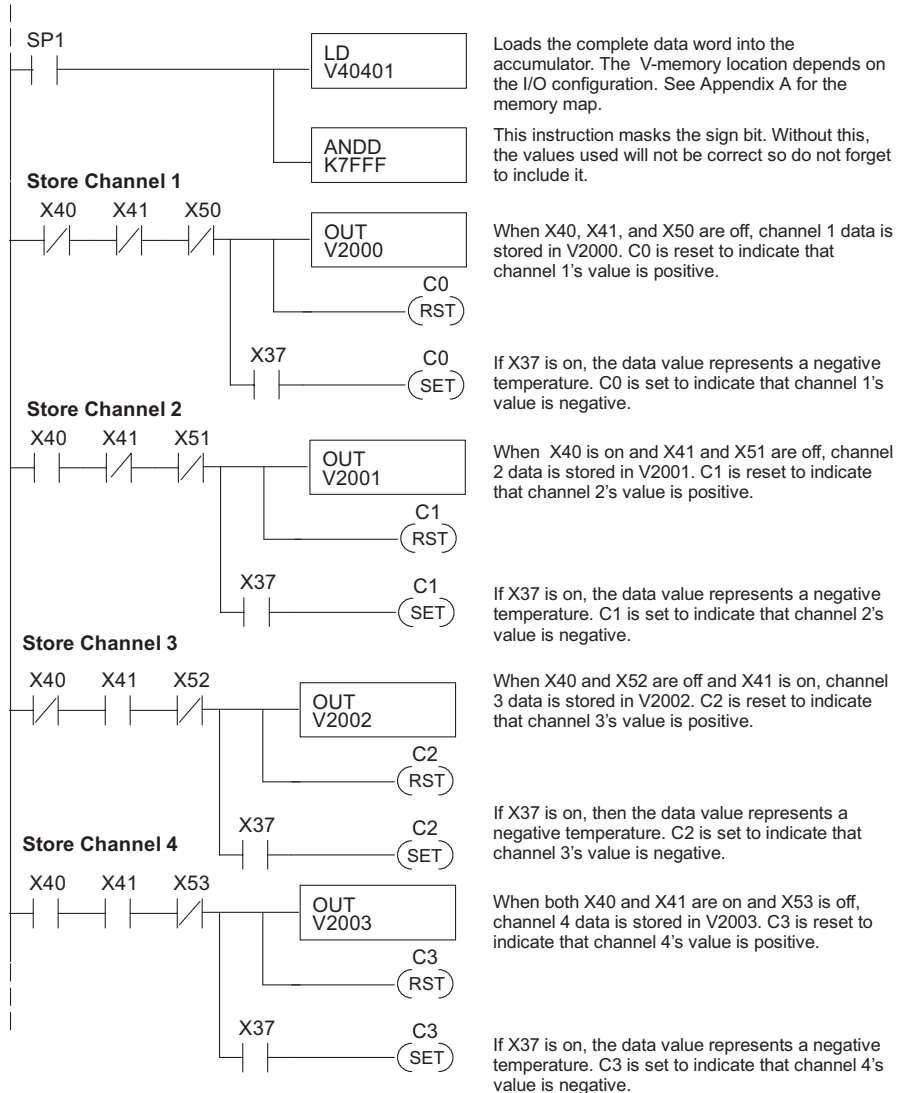 SP1
LD
V40401
Loads the complete data word into the
accumulator. The V-memory location depends on
the I/O configuration. See Appendix A for the
memory map.
ANDD
K7FFF
This instruction masks the sign bit. Without this,
the values used will not be correct so do not forget
to include it.
Store Channel 1
X40 X41 X50
OUT
V2000
When X40, X41, and X50 are off, channel 1 data is
stored in V2000. C0 is reset to indicate that
channel 1's value is positive.
C0
RST
X37
C0
SET
If X37 is on, the data value represents a negative
temperature. C0 is set to indicate that channel 1's
value is negative.
Store Channel 2
X40 X41 X51
OUT
V2001
When X40 is on and X41 and X51 are off, channel
2 data is stored in V2001. C1 is reset to indicate
that channel 2's value is positive.
C1
RST
X37
C1
SET
If X37 is on, the data value represents a negative
temperature. C1 is set to indicate that channel 2's
value is negative.
Store Channel 3
X40 X41 X52
OUT
V2002
When X40 and X52 are off and X41 is on, channel
3 data is stored in V2002. C2 is reset to indicate
that channel 3's value is positive.
C2
RST
X37
C2
SET
If X37 is on, then the data value represents a
negative temperature. C2 is set to indicate that
channel 3's value is negative.
Store Channel 4
X40 X41 X53
OUT
V2003
When both X40 and X41 are on and X53 is off,
channel 4 data is stored in V2003. C3 is reset to
indicate that channel 4's value is positive.
C3
RST
X37
C3
SET
If X37 is on, the data value represents a negative
temperature. C3 is set to indicate that channel 4's
value is negative.